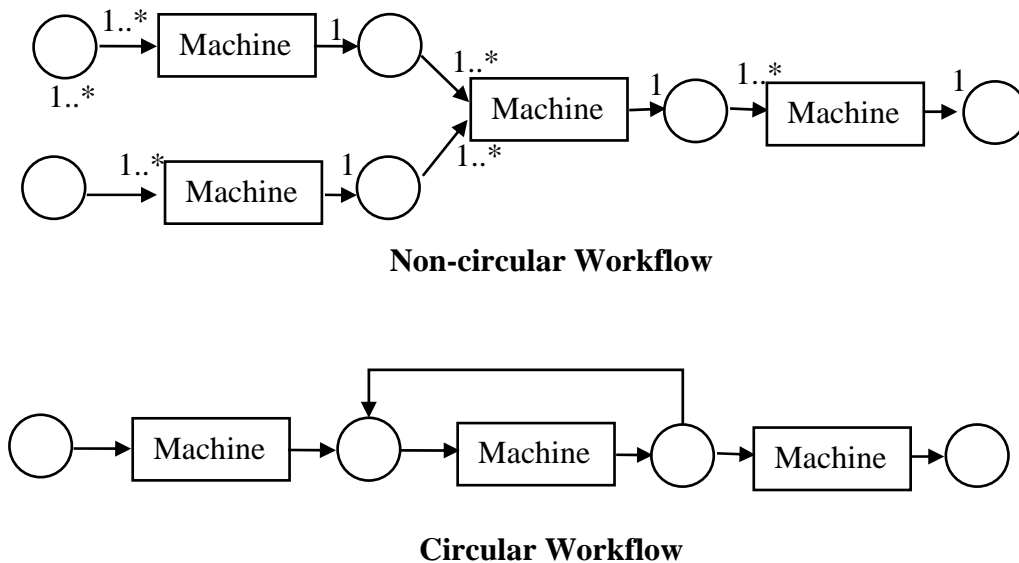 1..* Machine 1
1..*
1..* 1 1..* 1
Machine Machine
1..*
1..* Machine 1
Non-circular Workflow
Machine Machine Machine
Circular Workflow